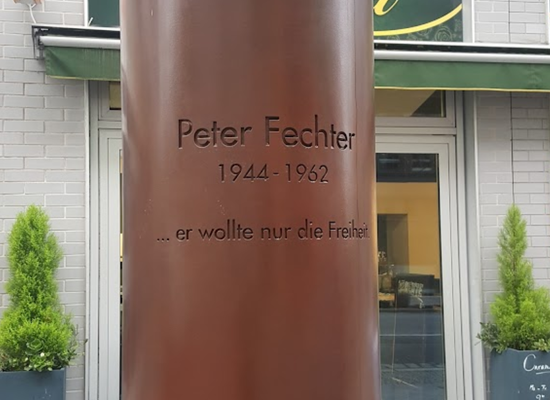 Peter Fechter
1944 - 1962
... er wollte nur die Freiheit.